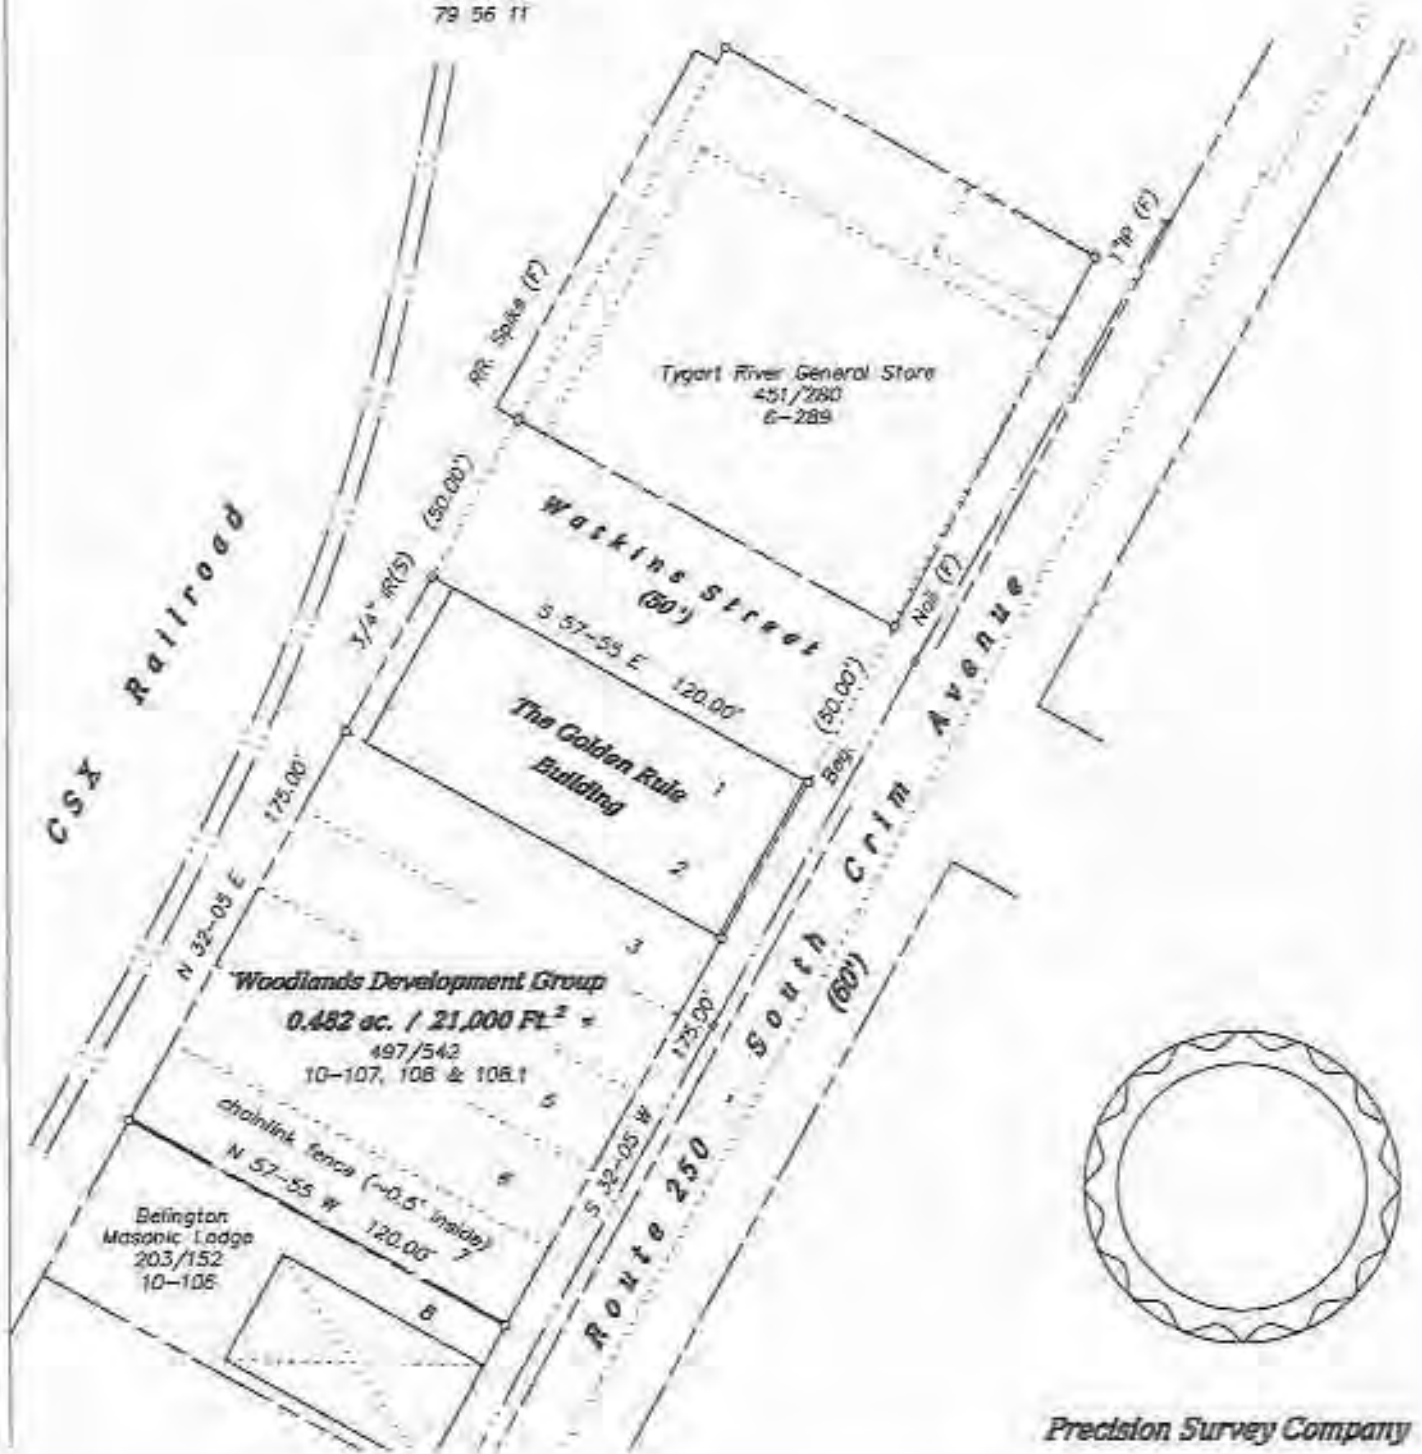 79 56 11
1" IP (F)
RR. Spike (F)
Tygart River General Store
451/280
6-289
(50.00')
Watkins Street
(50')
Nail (F)
3/4" IR(S)
S 57-55 E 120.00'
(50.00')
Beg.
The Golden Rule
Building
1
2
CSX Railroad
175.00'
N 32-05 E
3
Woodlands Development Group
0.482 ac. / 21,000 Ft.²
497/543
10-107, 108 & 108.1
5
6
7
8
chainlink fence (~0.5' inside)
N 57-55 W 120.00'
175.00'
S 32-05 W
Route 250 - South Crim Avenue
(60')
Belington
Masonic Lodge
203/152
10-106
Precision Survey Company